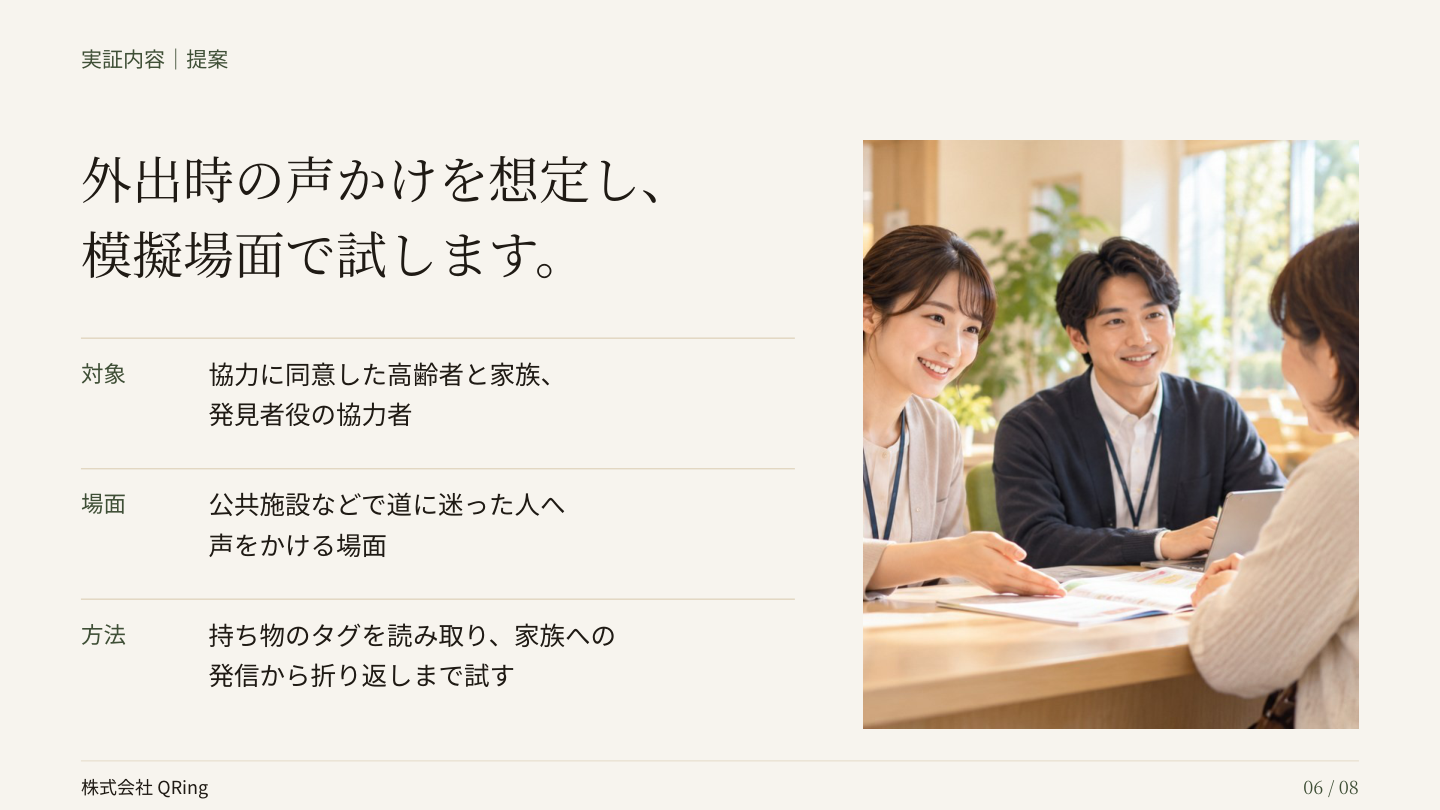 実証内容｜提案
外出時の声かけを想定し、
模擬場面で試します。
対象
協力に同意した高齢者と家族、
発見者役の協力者
場面
公共施設などで道に迷った人へ
声をかける場面
方法
持ち物のタグを読み取り、家族への
発信から折り返しまで試す
株式会社 QRing
06 / 08